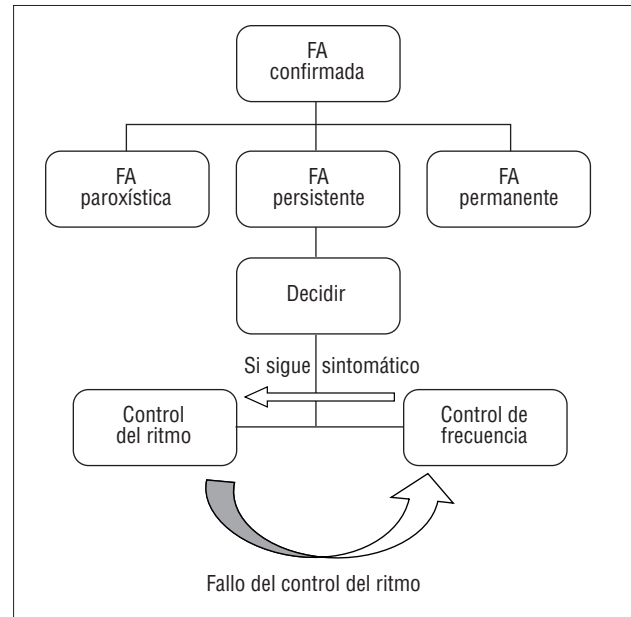 FA
confirmada
FA
paroxística
FA
persistente
FA
permanente
Decidir
Si sigue sintomático
Control
del ritmo
Control de
frecuencia
Fallo del control del ritmo